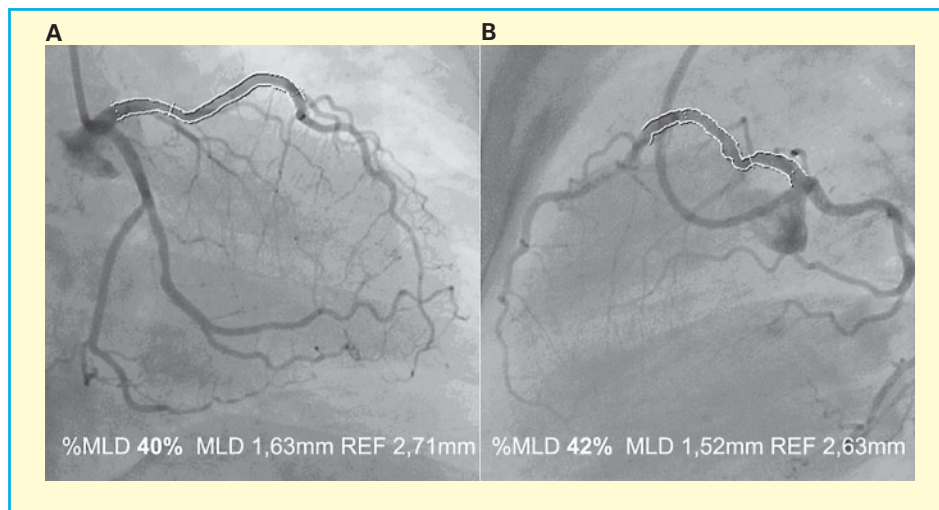 A
B
%MLD 40% MLD 1,63mm REF 2,71mm
%MLD 42% MLD 1,52mm REF 2,63mm